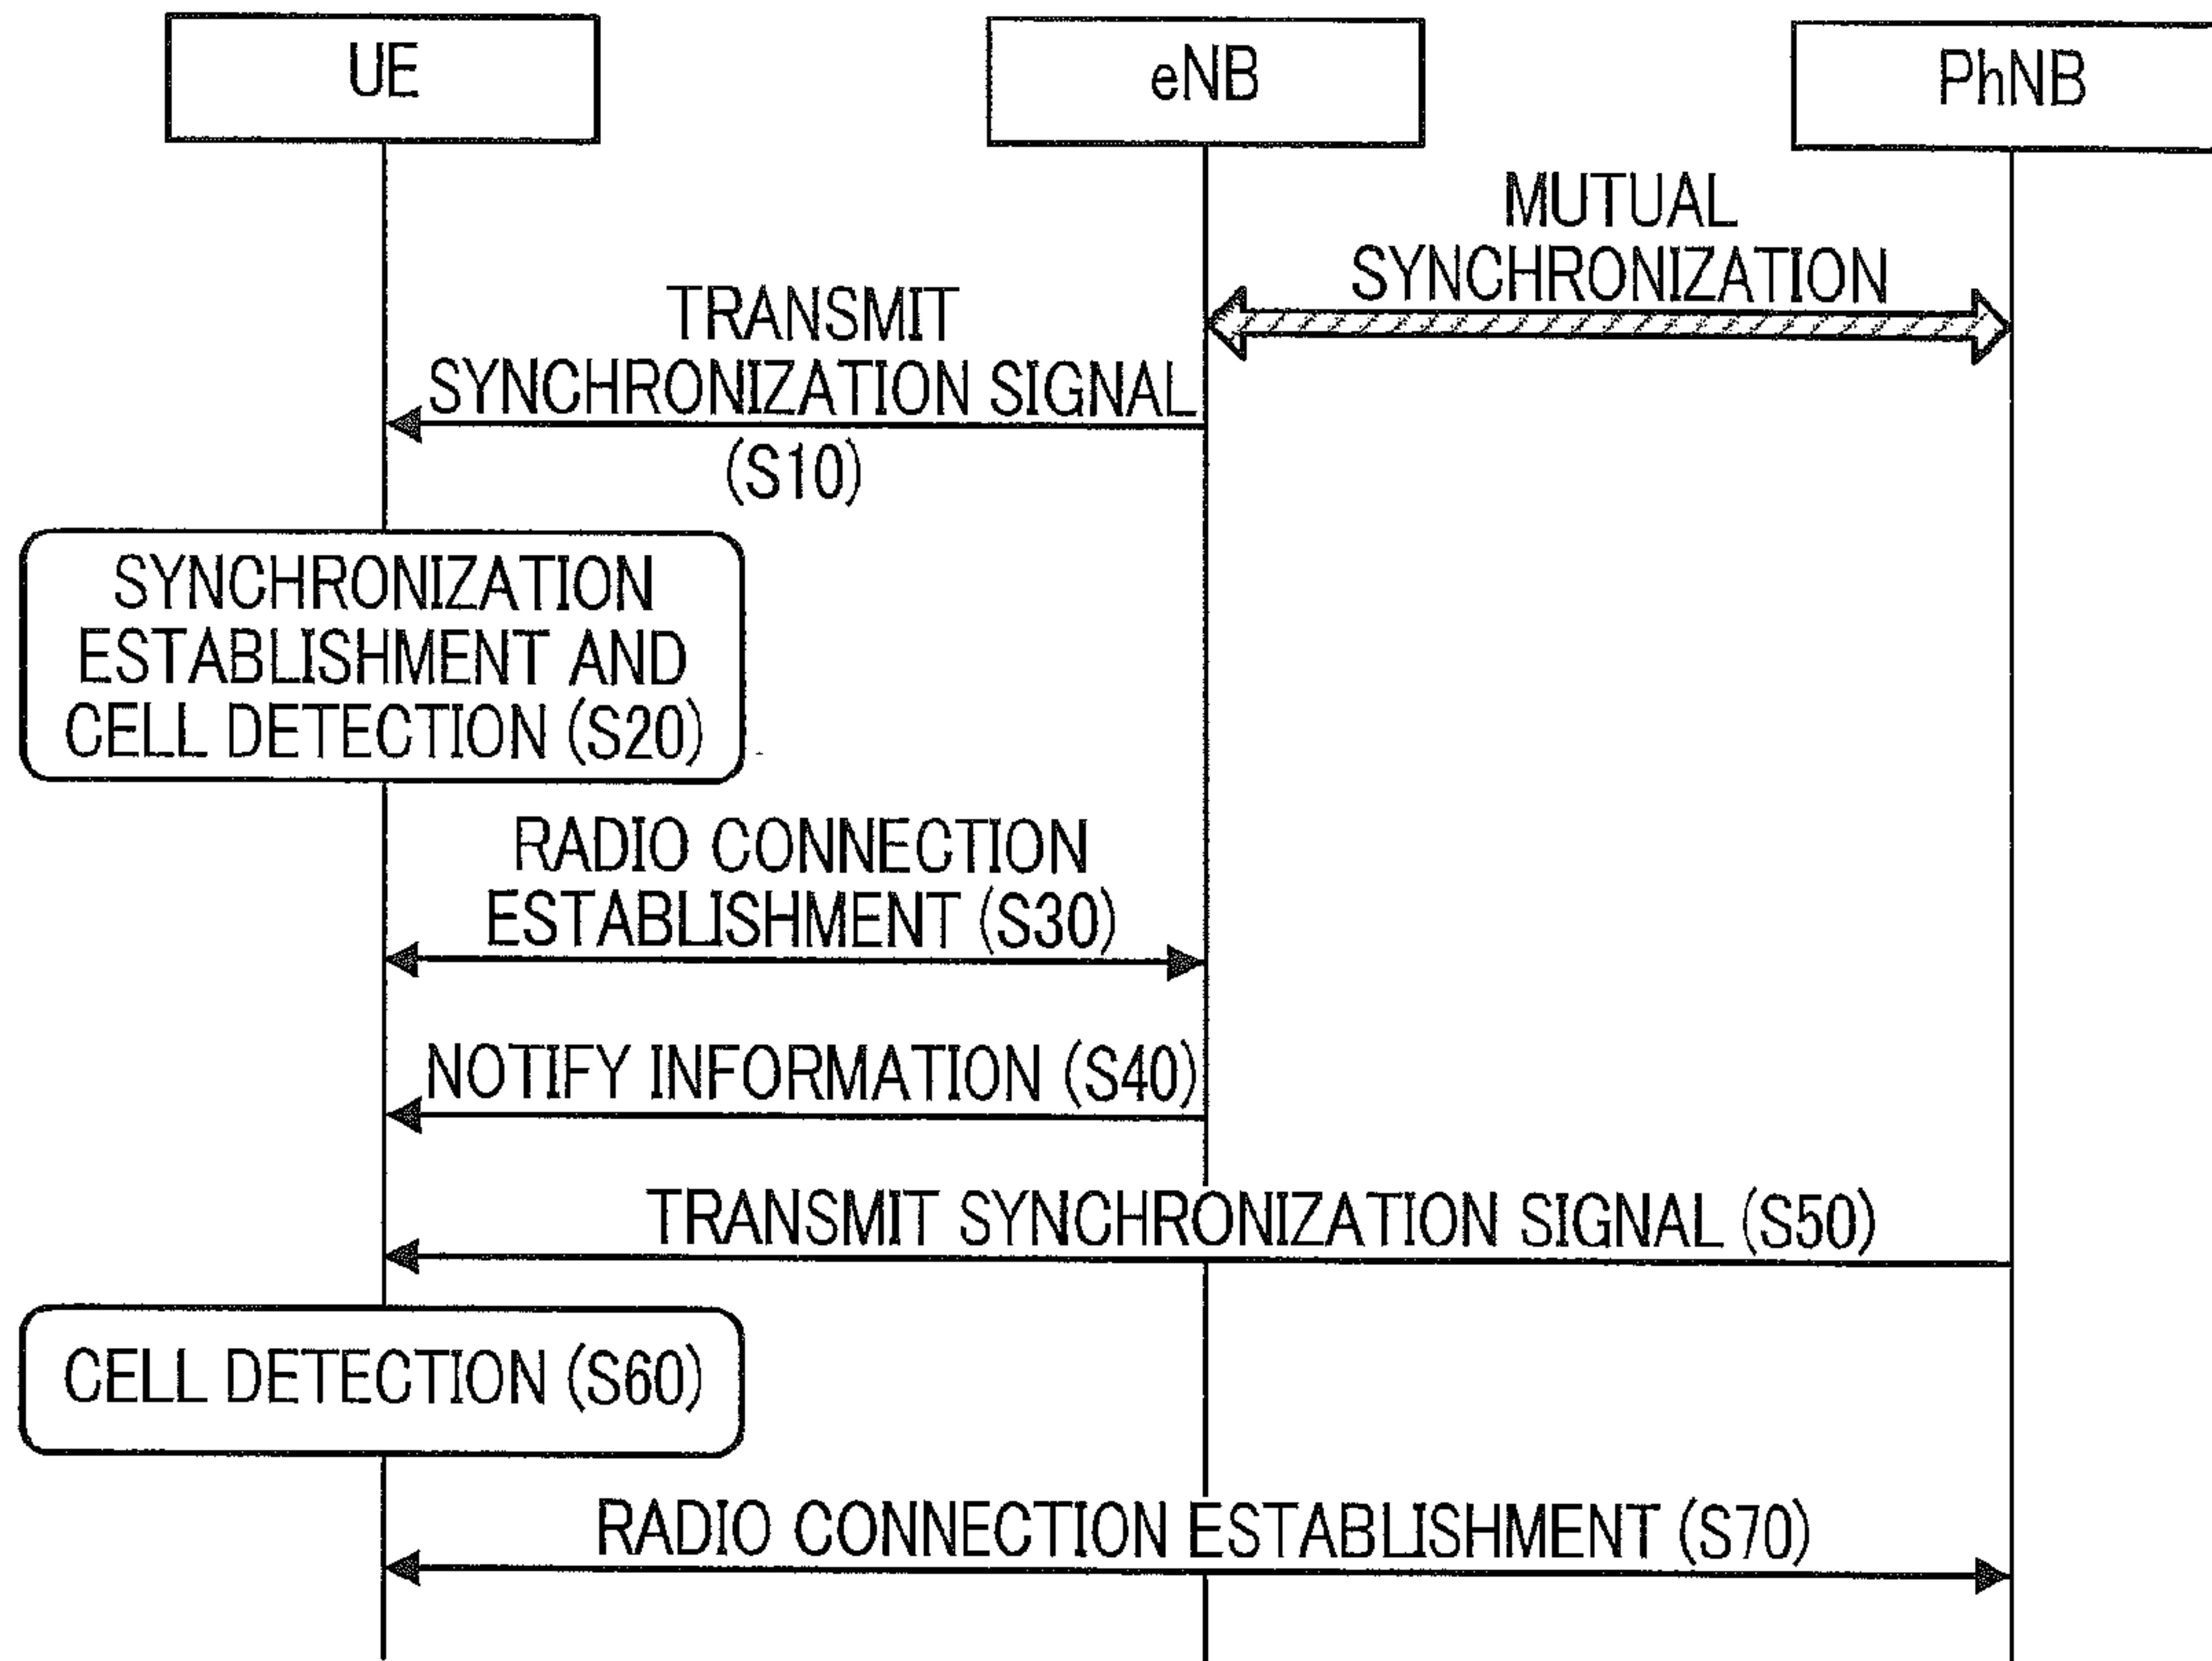 UE
eNB
PhNB
MUTUAL
SYNCHRONIZATION
TRANSMIT
SYNCHRONIZATION SIGNAL
(S10)
SYNCHRONIZATION
ESTABLISHMENT AND
CELL DETECTION (S20)
RADIO CONNECTION
ESTABLISHMENT (S30)
NOTIFY INFORMATION (S40)
TRANSMIT SYNCHRONIZATION SIGNAL (S50)
CELL DETECTION (S60)
RADIO CONNECTION ESTABLISHMENT (S70)